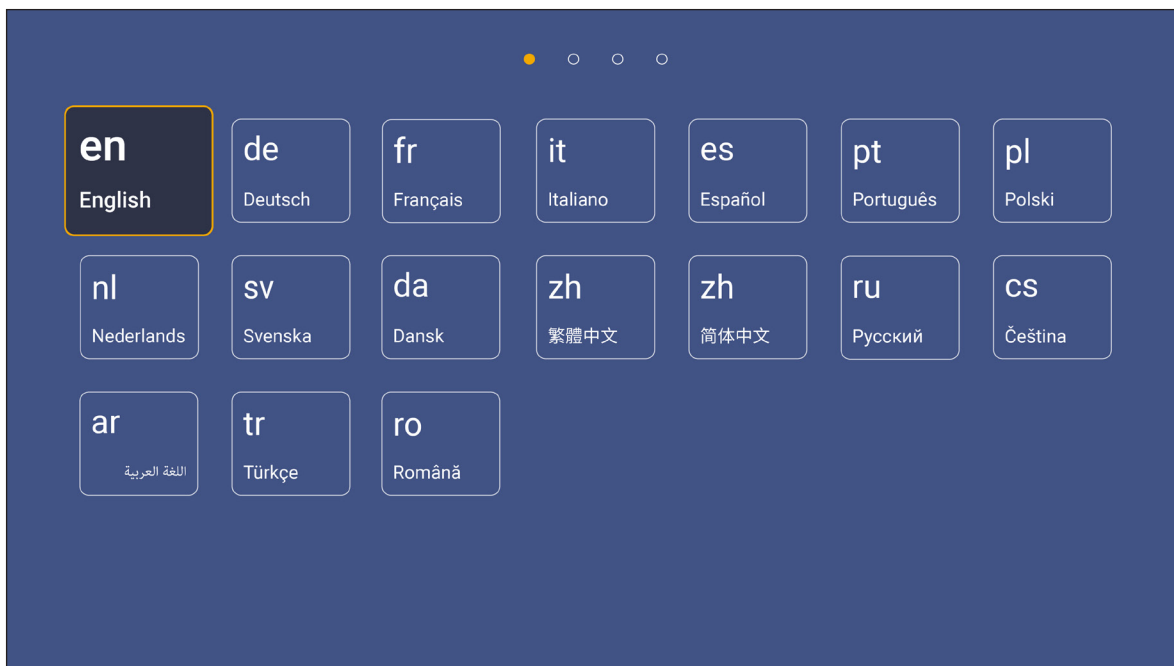 en
English
de
Deutsch
fr
Français
it
Italiano
es
Español
pt
Português
pl
Polski
nl
Nederlands
sv
Svenska
da
Dansk
zh
繁體中文
zh
简体中文
ru
Русский
cs
Čeština
ar
اللغة العربية
tr
Türkçe
ro
Română